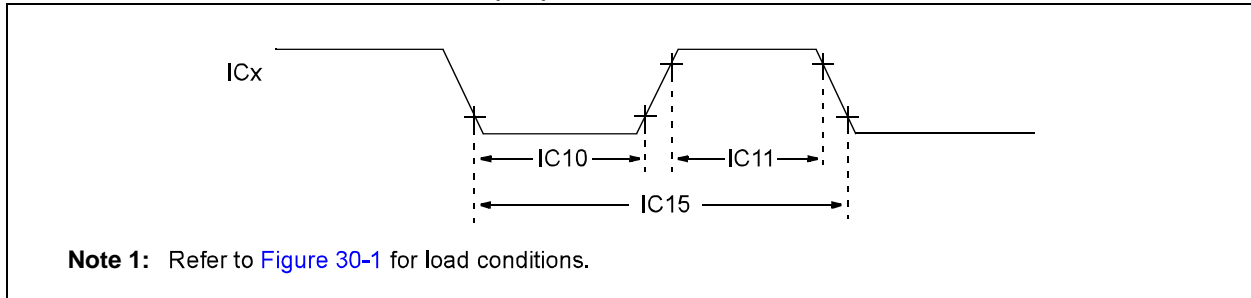 ICx
IC10
IC11
IC15
Note 1: Refer to Figure 30-1 for load conditions.